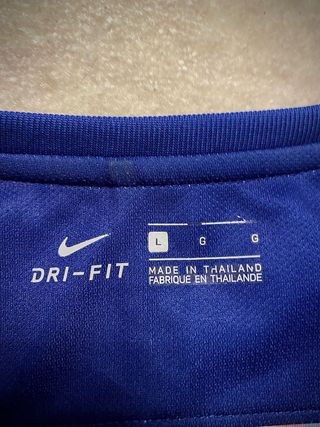 L G G
DRI-FIT
MADE IN THAILAND
FABRIQUE EN THAILANDE